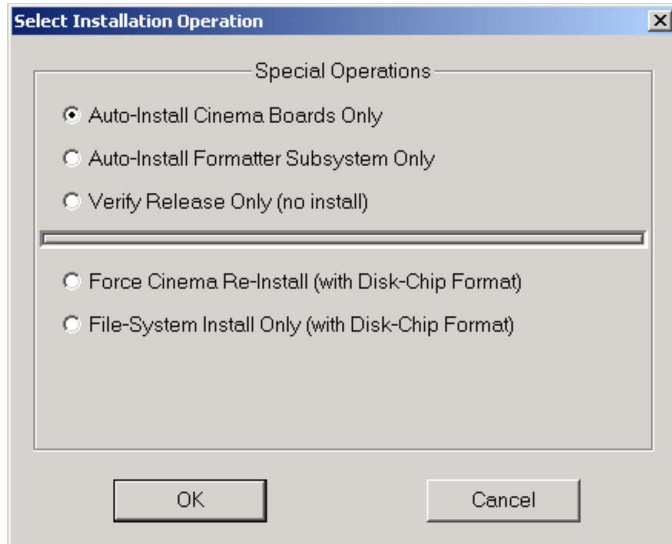 Select Installation Operation
Special Operations
Auto-Install Cinema Boards Only
Auto-Install Formatter Subsystem Only
Verify Release Only (no install)
Force Cinema Re-Install (with Disk-Chip Format)
File-System Install Only (with Disk-Chip Format)
OK
Cancel